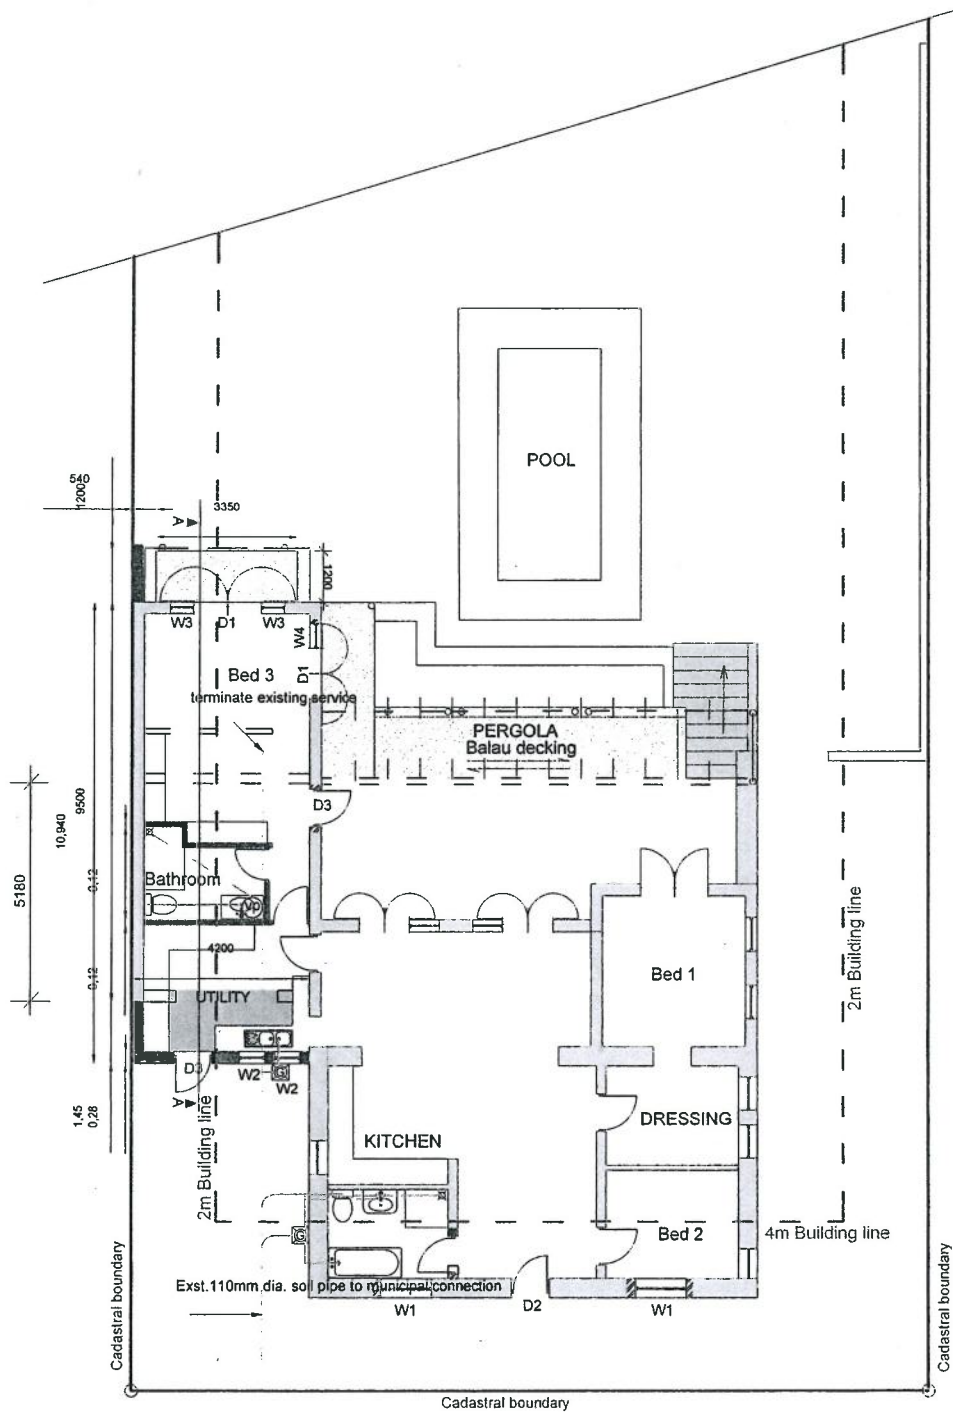 POOL
540
1200
3350
A
1200
W3
D1
W3
W4
D1
Bed 3
terminate existing service
PERGOLA
Balau decking
D3
9500
10,940
5180
0,12
Bathroom
Vp
4200
0,12
UTILITY
Bed 1
2m Building line
D3
W2
G
W2
A
1,45
0,28
2m Building line
KITCHEN
DRESSING
G
Bed 2
4m Building line
Exst.110mm dia. soil pipe to municipal connection
W1
D2
W1
Cadastral boundary
Cadastral boundary
Cadastral boundary